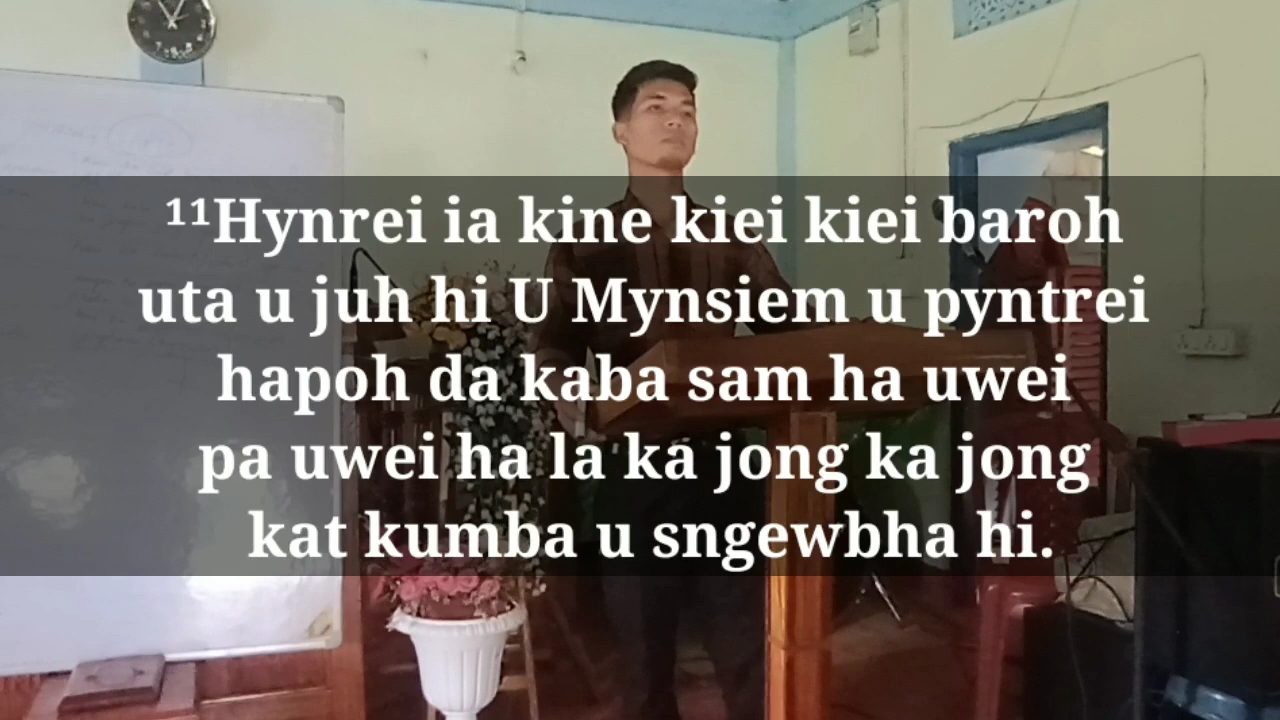 ¹¹Hynrei ia kine kiei kiei baroh
uta u juh hi U Mynsiem u pyntrei
hapoh da kaba sam ha uwei
pa uwei ha la ka jong ka jong
kat kumba u sngewbha hi.